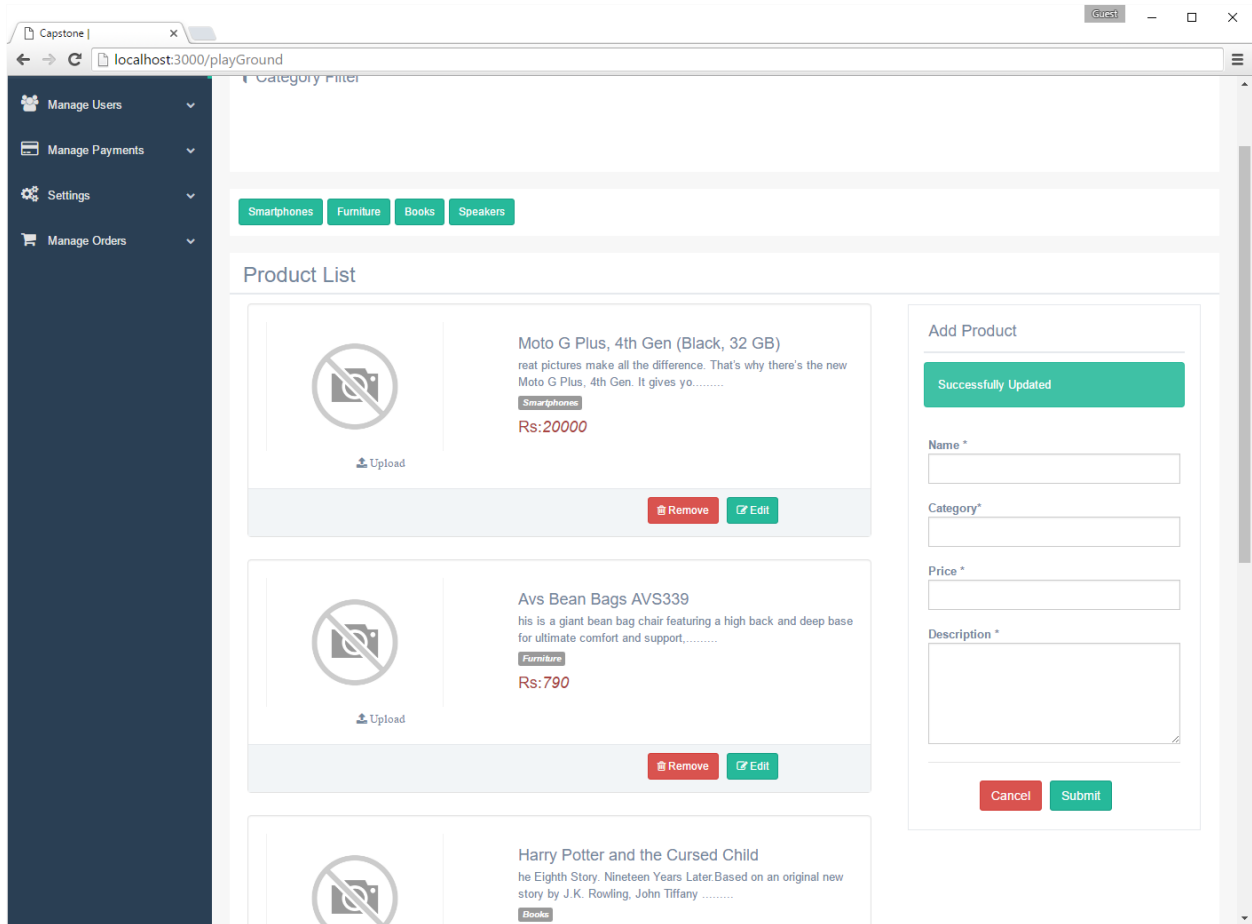 Guest
Capstone |
localhost:3000/playGround
Category Filter
Manage Users
Manage Payments
Settings
Manage Orders
Smartphones Furniture Books Speakers
Product List
Moto G Plus, 4th Gen (Black, 32 GB)
reat pictures make all the difference. That's why there's the new
Moto G Plus, 4th Gen. It gives yo.........
Smartphones
Rs:20000
Upload
Remove Edit
Avs Bean Bags AVS339
his is a giant bean bag chair featuring a high back and deep base
for ultimate comfort and support,.........
Furniture
Rs:790
Upload
Remove Edit
Harry Potter and the Cursed Child
he Eighth Story. Nineteen Years Later.Based on an original new
story by J.K. Rowling, John Tiffany .........
Books
Add Product
Successfully Updated
Name *
Category*
Price *
Description *
Cancel Submit